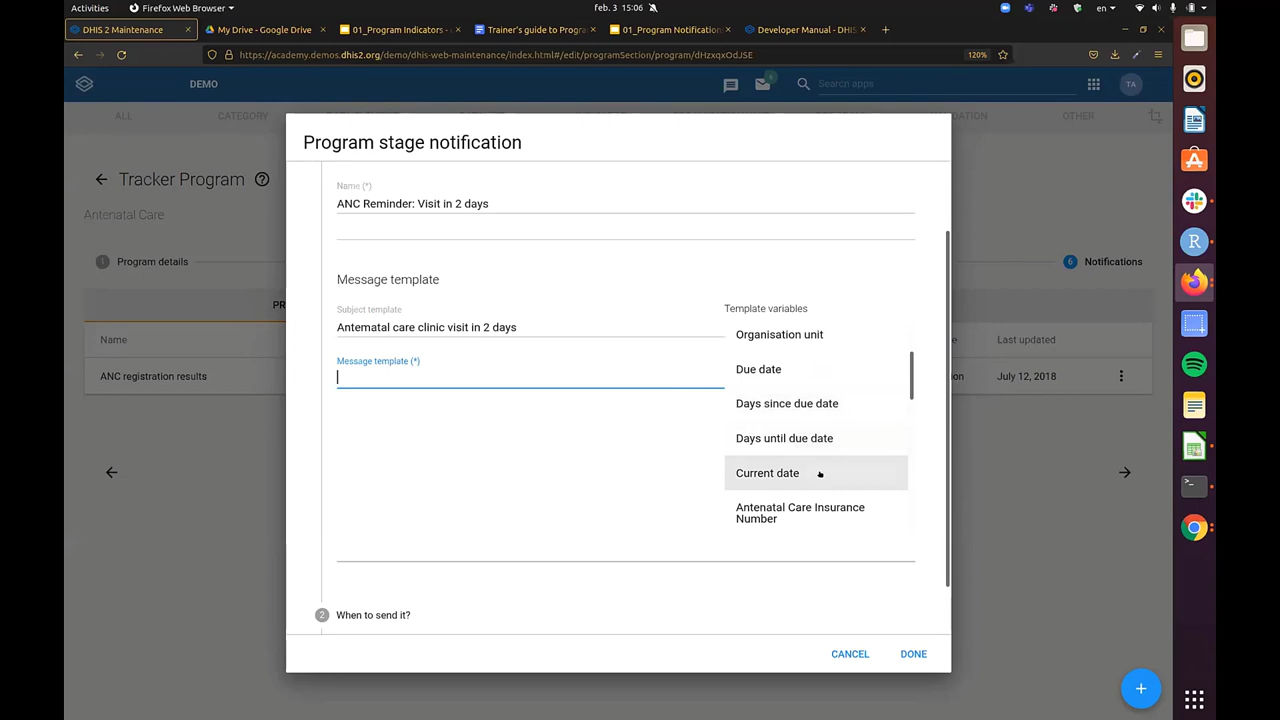 Activities
Firefox Web Browser
feb. 3 15:06
en
DHIS 2 Maintenance
My Drive - Google Drive
01_Program Indicators -
Trainer's guide to Progra
01_Program Notification
Developer Manual - DHIS
https://academy.demos.dhis2.org/demo/dhis-web-maintenance/index.html#/edit/programSection/program/dHzxqxOdJSE
120%
DEMO
Search apps
TA
ALL
CATEGORY
OTHER
Tracker Program
Antenatal Care
1 Program details
6 Notifications
PR
Name
Last updated
ANC registration results
July 12, 2018
Program stage notification
Name (*)
ANC Reminder: Visit in 2 days
Message template
Subject template
Antematal care clinic visit in 2 days
Message template (*)
Template variables
Organisation unit
Due date
Days since due date
Days until due date
Current date
Antenatal Care Insurance
Number
2 When to send it?
CANCEL
DONE